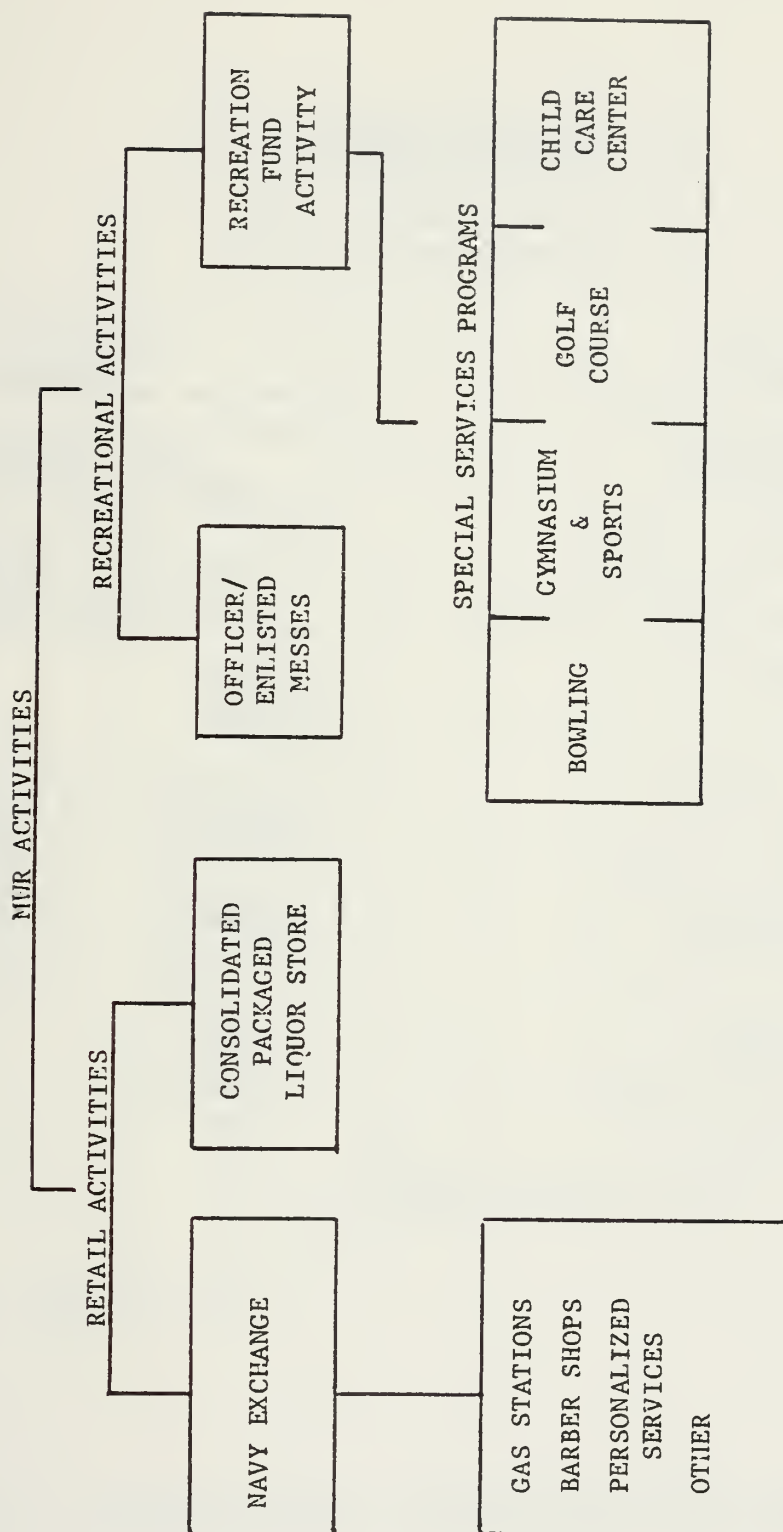 MWR ACTIVITIES
RETAIL ACTIVITIES
RECREATIONAL ACTIVITIES
NAVY EXCHANGE
CONSOLIDATED
PACKAGED
LIQUOR STORE
OFFICER/
ENLISTED
MESSES
RECREATION
FUND
ACTIVITY
GAS STATIONS
BARBER SHOPS
PERSONALIZED
SERVICES
OTHER
SPECIAL SERVICES PROGRAMS
BOWLING
GYMNASIUM
&
SPORTS
GOLF
COURSE
CHILD
CARE
CENTER